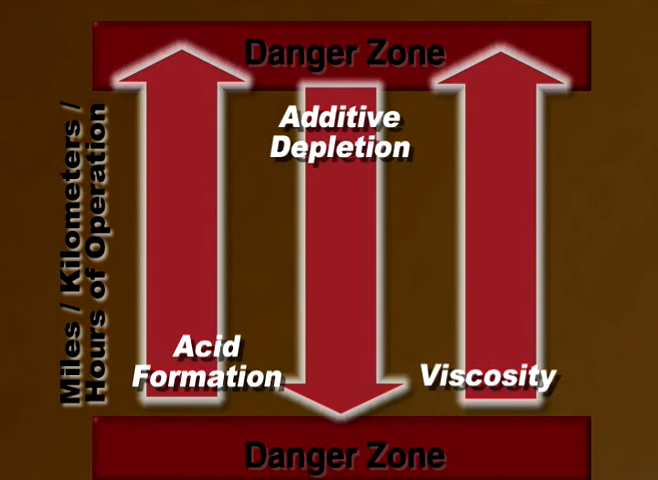 Danger Zone
Additive
Depletion
Miles / Kilometers /
Hours of Operation
Acid
Formation
Viscosity
Danger Zone